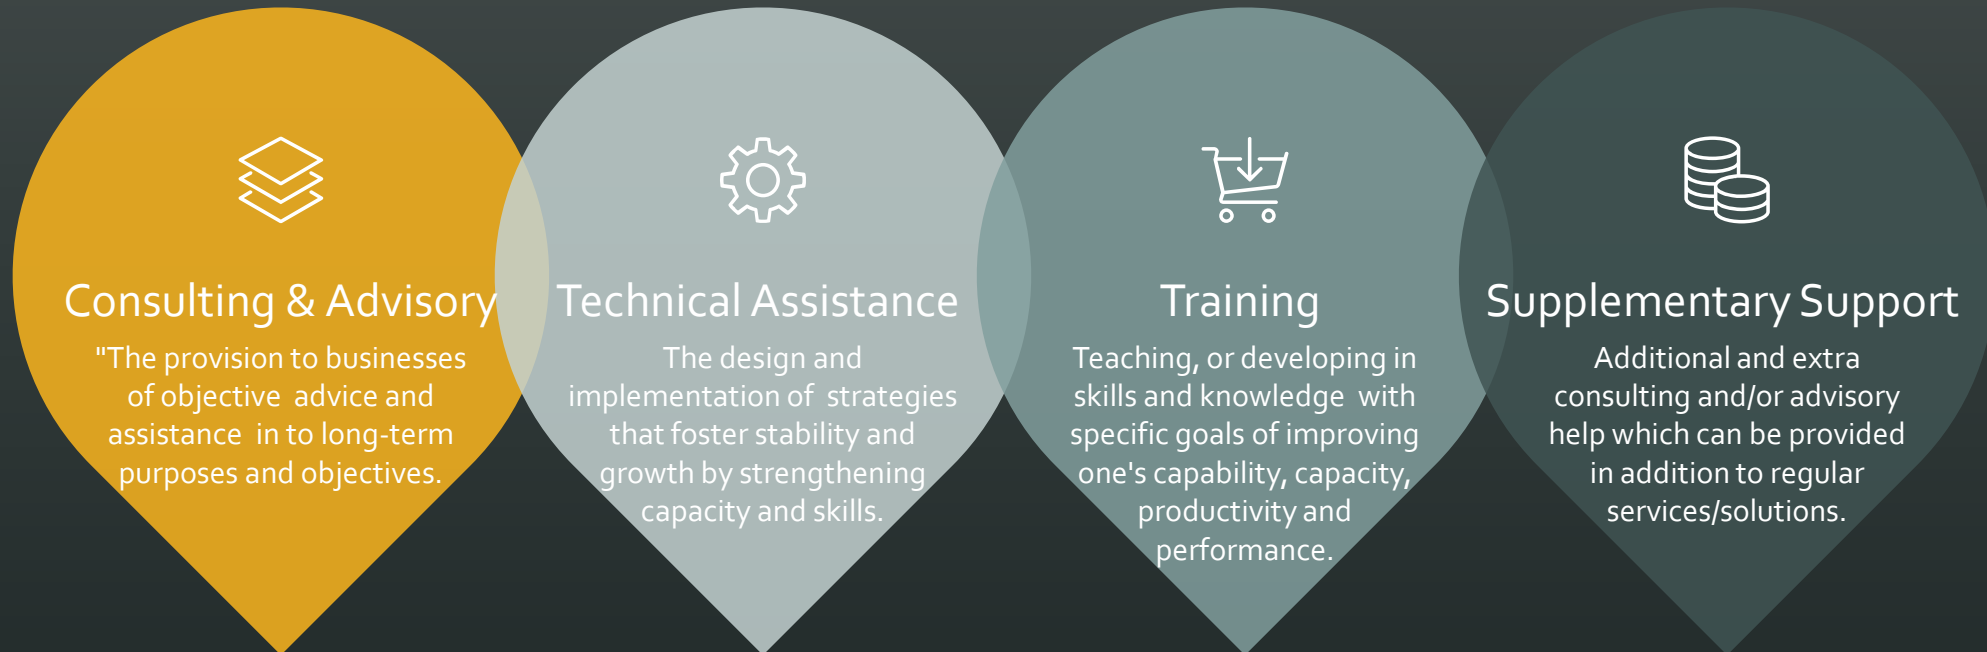 Consulting & Advisory
"The provision to businesses
of objective advice and
assistance in to long-term
purposes and objectives.
Technical Assistance
The design and
implementation of strategies
that foster stability and
growth by strengthening
capacity and skills.
Training
Teaching, or developing in
skills and knowledge with
specific goals of improving
one's capability, capacity,
productivity and
performance.
Supplementary Support
Additional and extra
consulting and/or advisory
help which can be provided
in addition to regular
services/solutions.